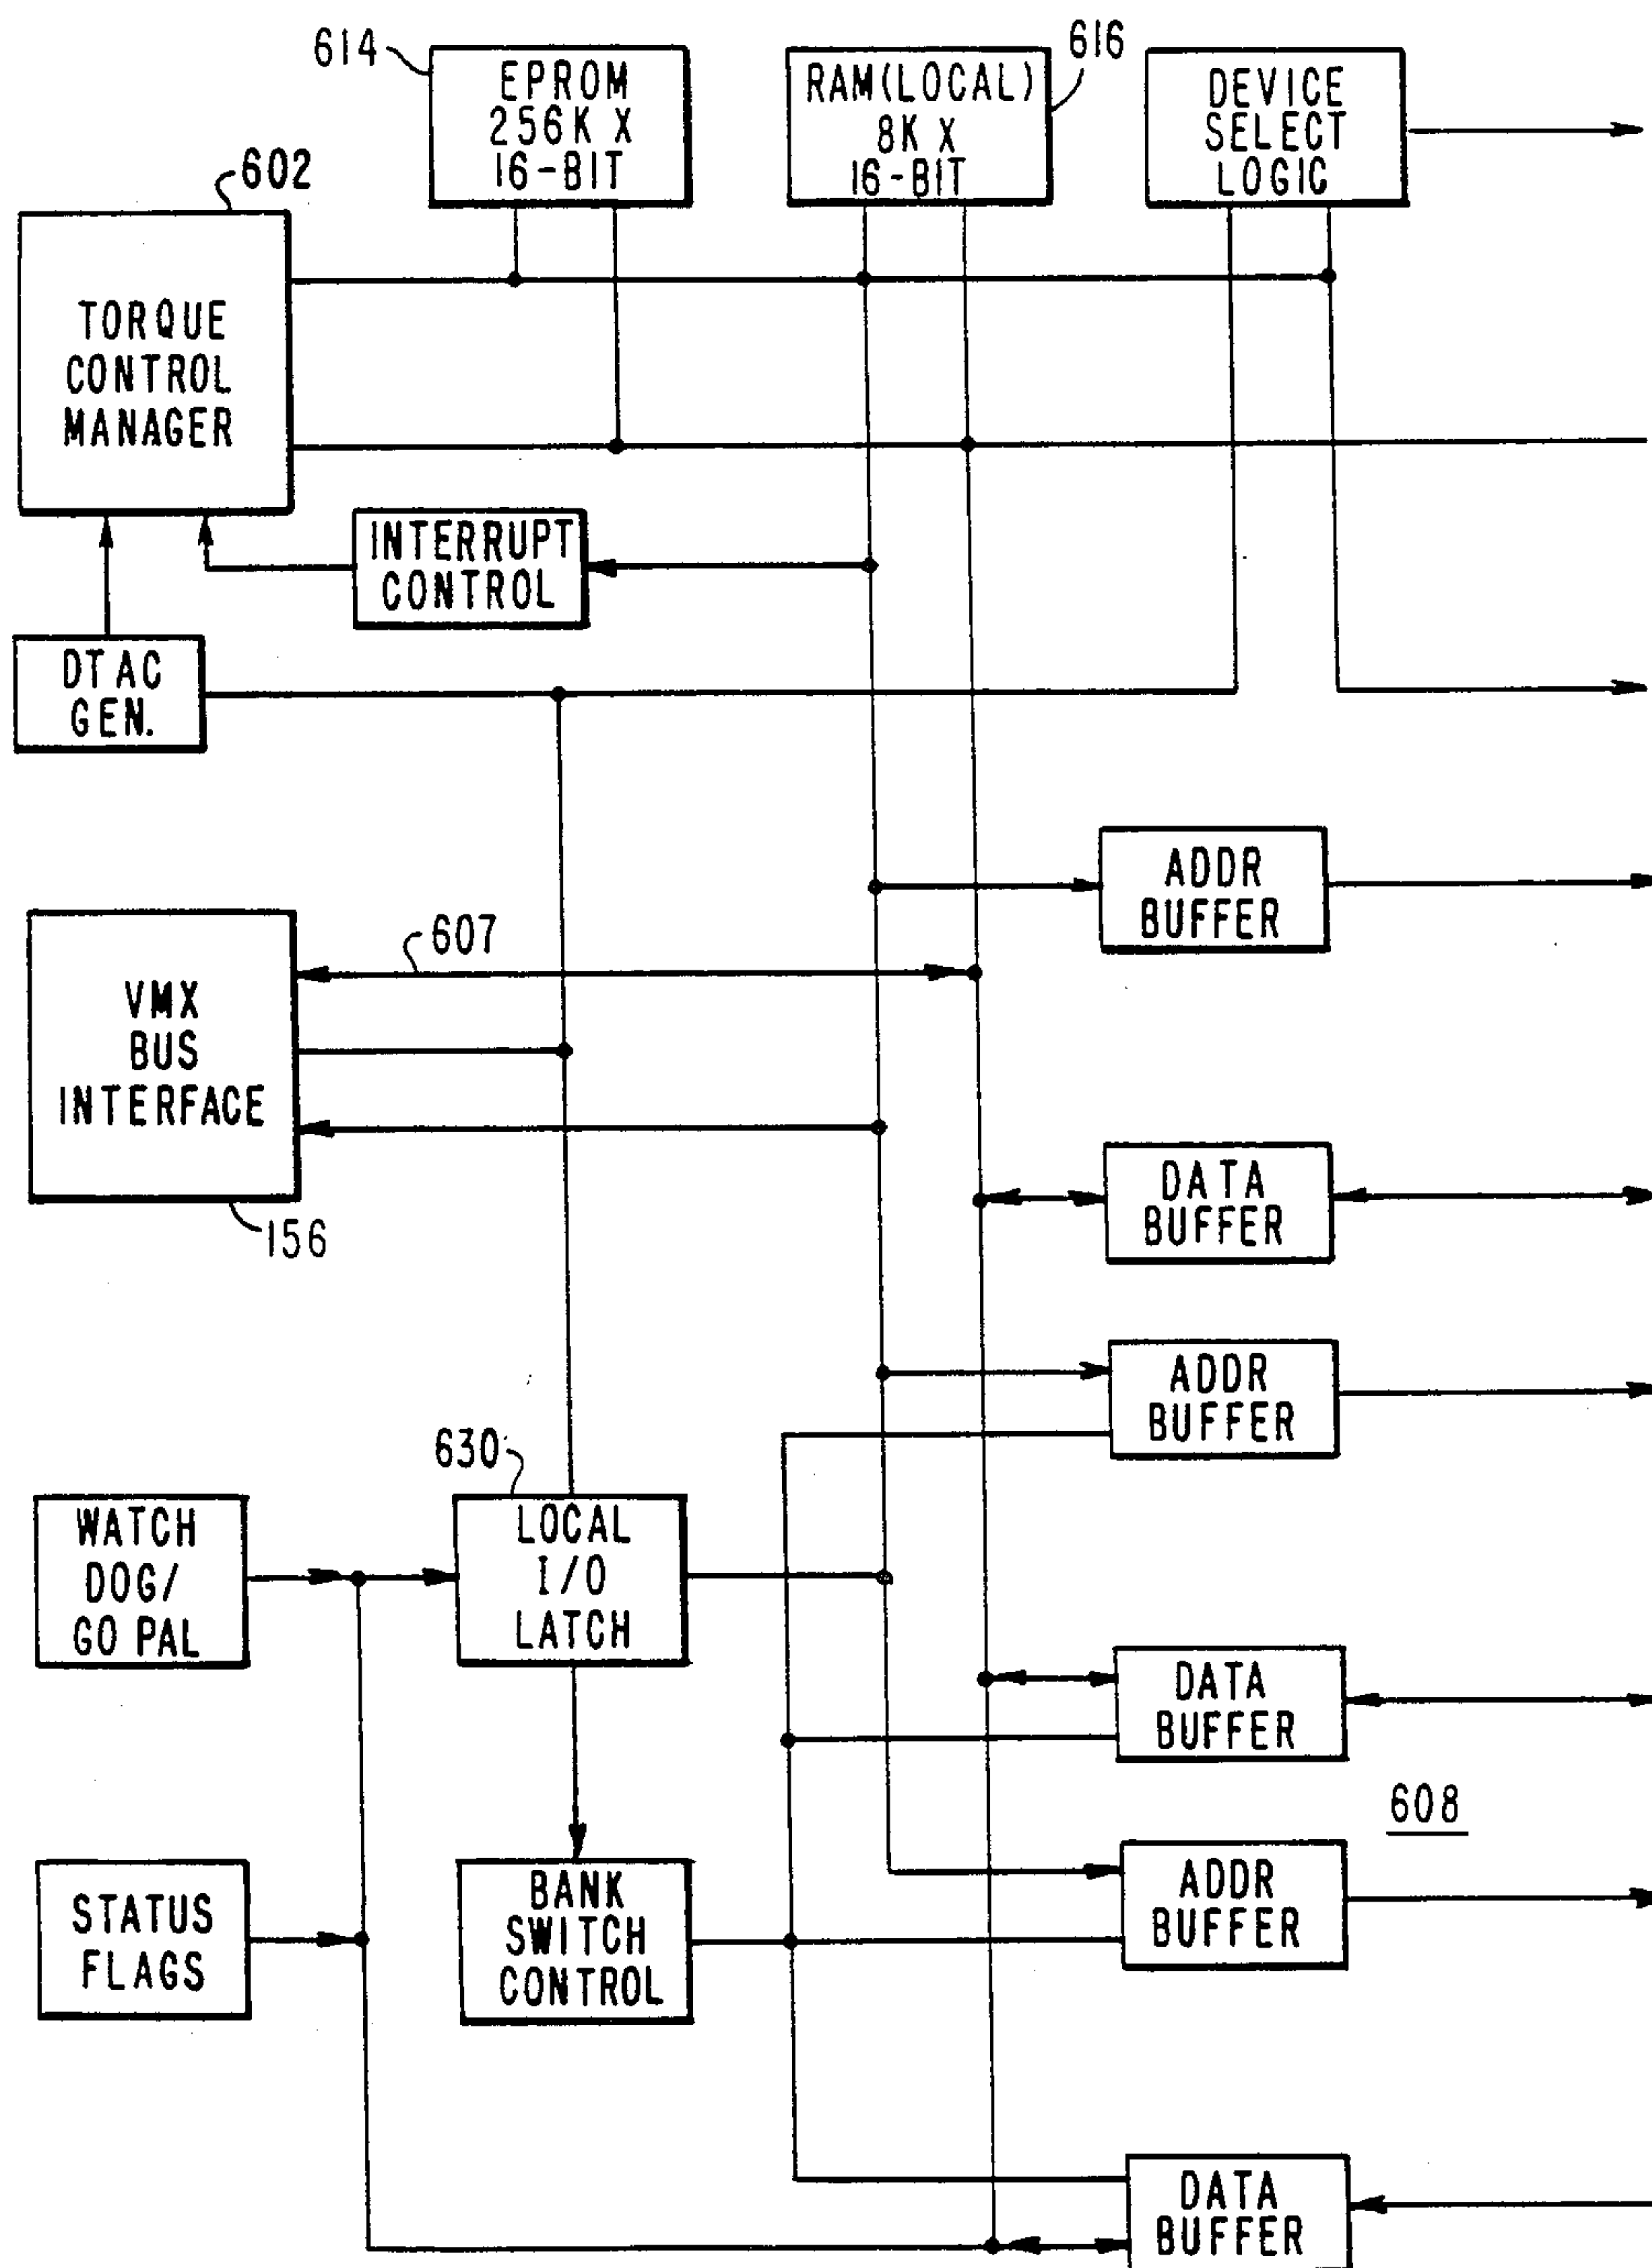 614
EPROM
256K X
16-BIT
RAM(LOCAL)
8K X
16-BIT
616
DEVICE
SELECT
LOGIC
602
TORQUE
CONTROL
MANAGER
INTERRUPT
CONTROL
DTAC
GEN.
ADDR
BUFFER
607
VMX
BUS
INTERFACE
156
DATA
BUFFER
ADDR
BUFFER
630
WATCH
DOG/
GO PAL
LOCAL
I/O
LATCH
DATA
BUFFER
608
STATUS
FLAGS
BANK
SWITCH
CONTROL
ADDR
BUFFER
DATA
BUFFER